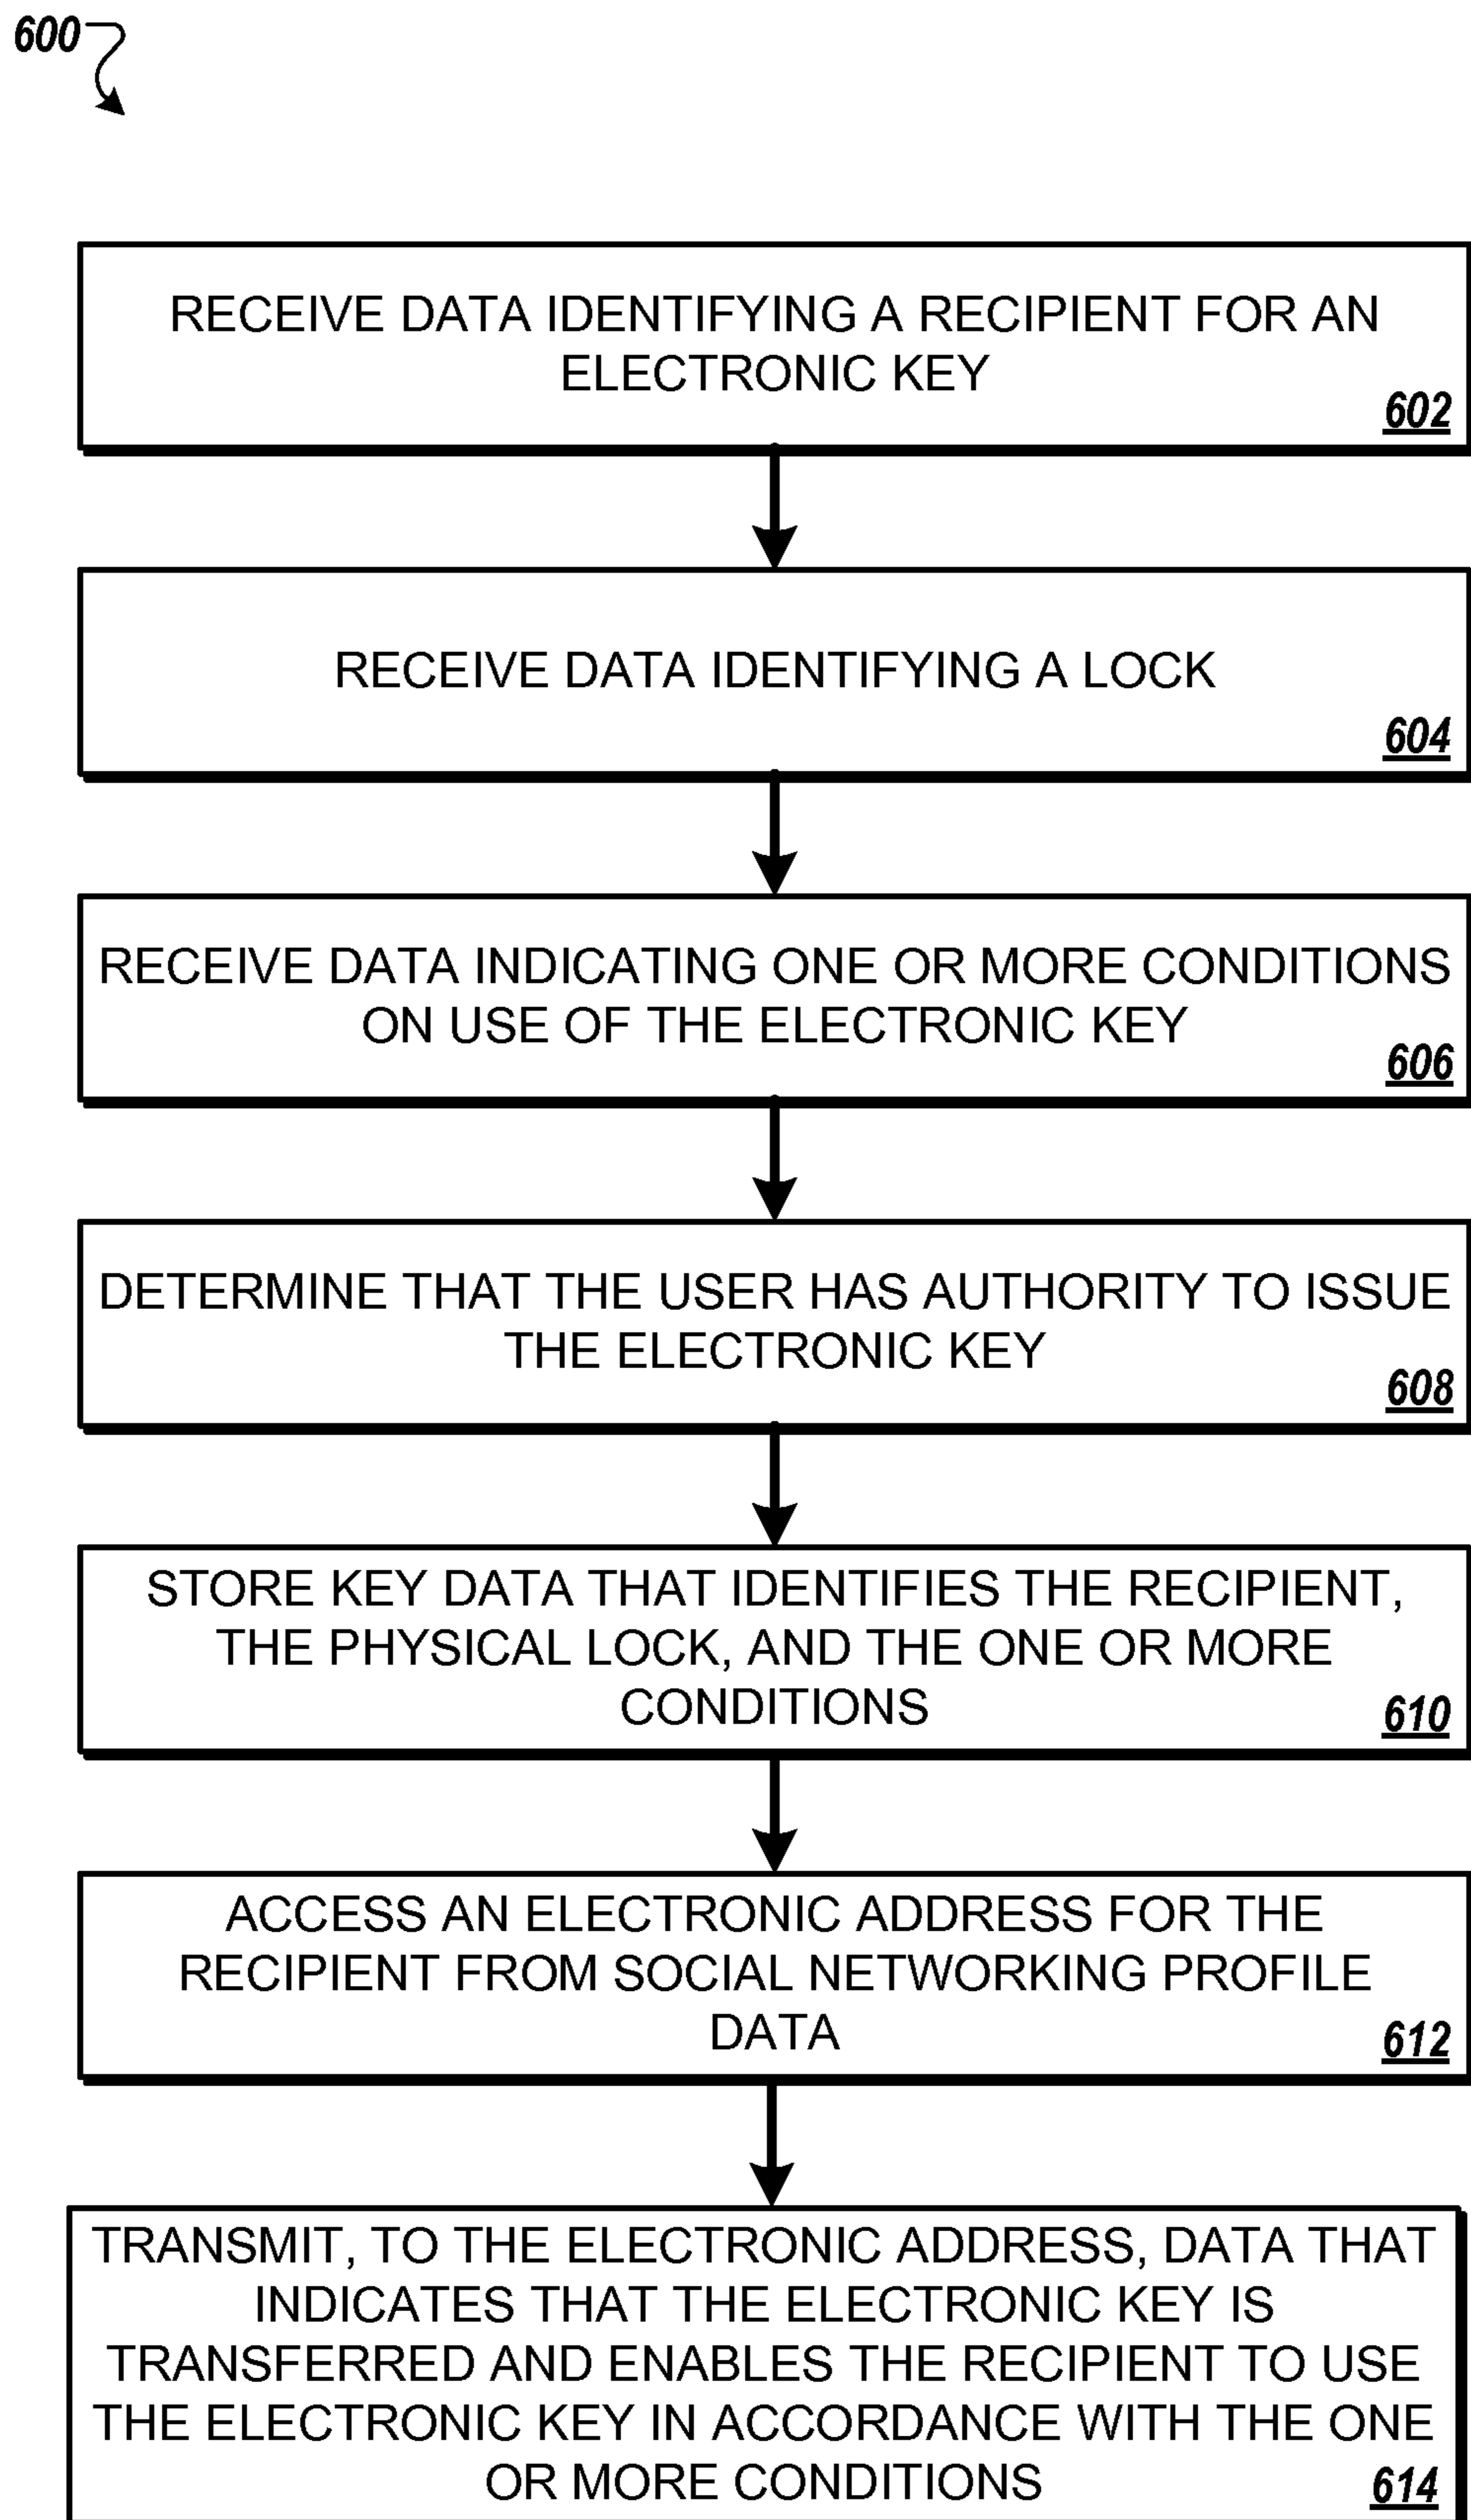 600
RECEIVE DATA IDENTIFYING A RECIPIENT FOR AN
ELECTRONIC KEY
602
RECEIVE DATA IDENTIFYING A LOCK
604
RECEIVE DATA INDICATING ONE OR MORE CONDITIONS
ON USE OF THE ELECTRONIC KEY
606
DETERMINE THAT THE USER HAS AUTHORITY TO ISSUE
THE ELECTRONIC KEY
608
STORE KEY DATA THAT IDENTIFIES THE RECIPIENT,
THE PHYSICAL LOCK, AND THE ONE OR MORE
CONDITIONS
610
ACCESS AN ELECTRONIC ADDRESS FOR THE
RECIPIENT FROM SOCIAL NETWORKING PROFILE
DATA
612
TRANSMIT, TO THE ELECTRONIC ADDRESS, DATA THAT
INDICATES THAT THE ELECTRONIC KEY IS
TRANSFERRED AND ENABLES THE RECIPIENT TO USE
THE ELECTRONIC KEY IN ACCORDANCE WITH THE ONE
OR MORE CONDITIONS
614